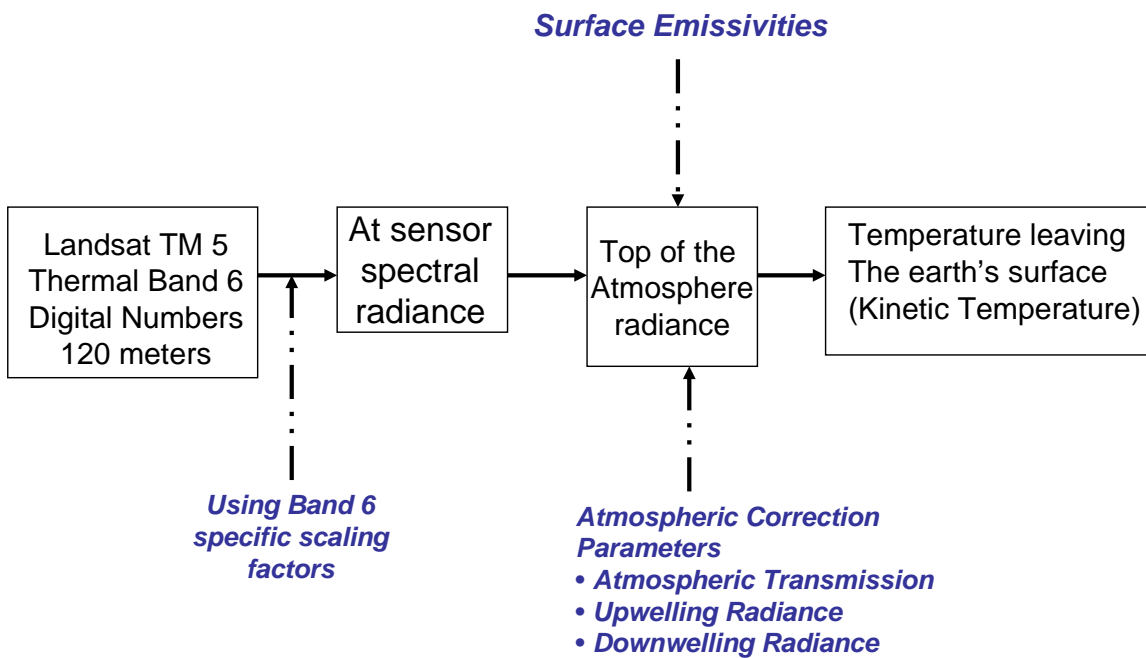 Surface Emissivities
Landsat TM 5
Thermal Band 6
Digital Numbers
120 meters
At sensor
spectral
radiance
Top of the
Atmosphere
radiance
Temperature leaving
The earth's surface
(Kinetic Temperature)
Using Band 6
specific scaling
factors
Atmospheric Correction
Parameters
• Atmospheric Transmission
• Upwelling Radiance
• Downwelling Radiance